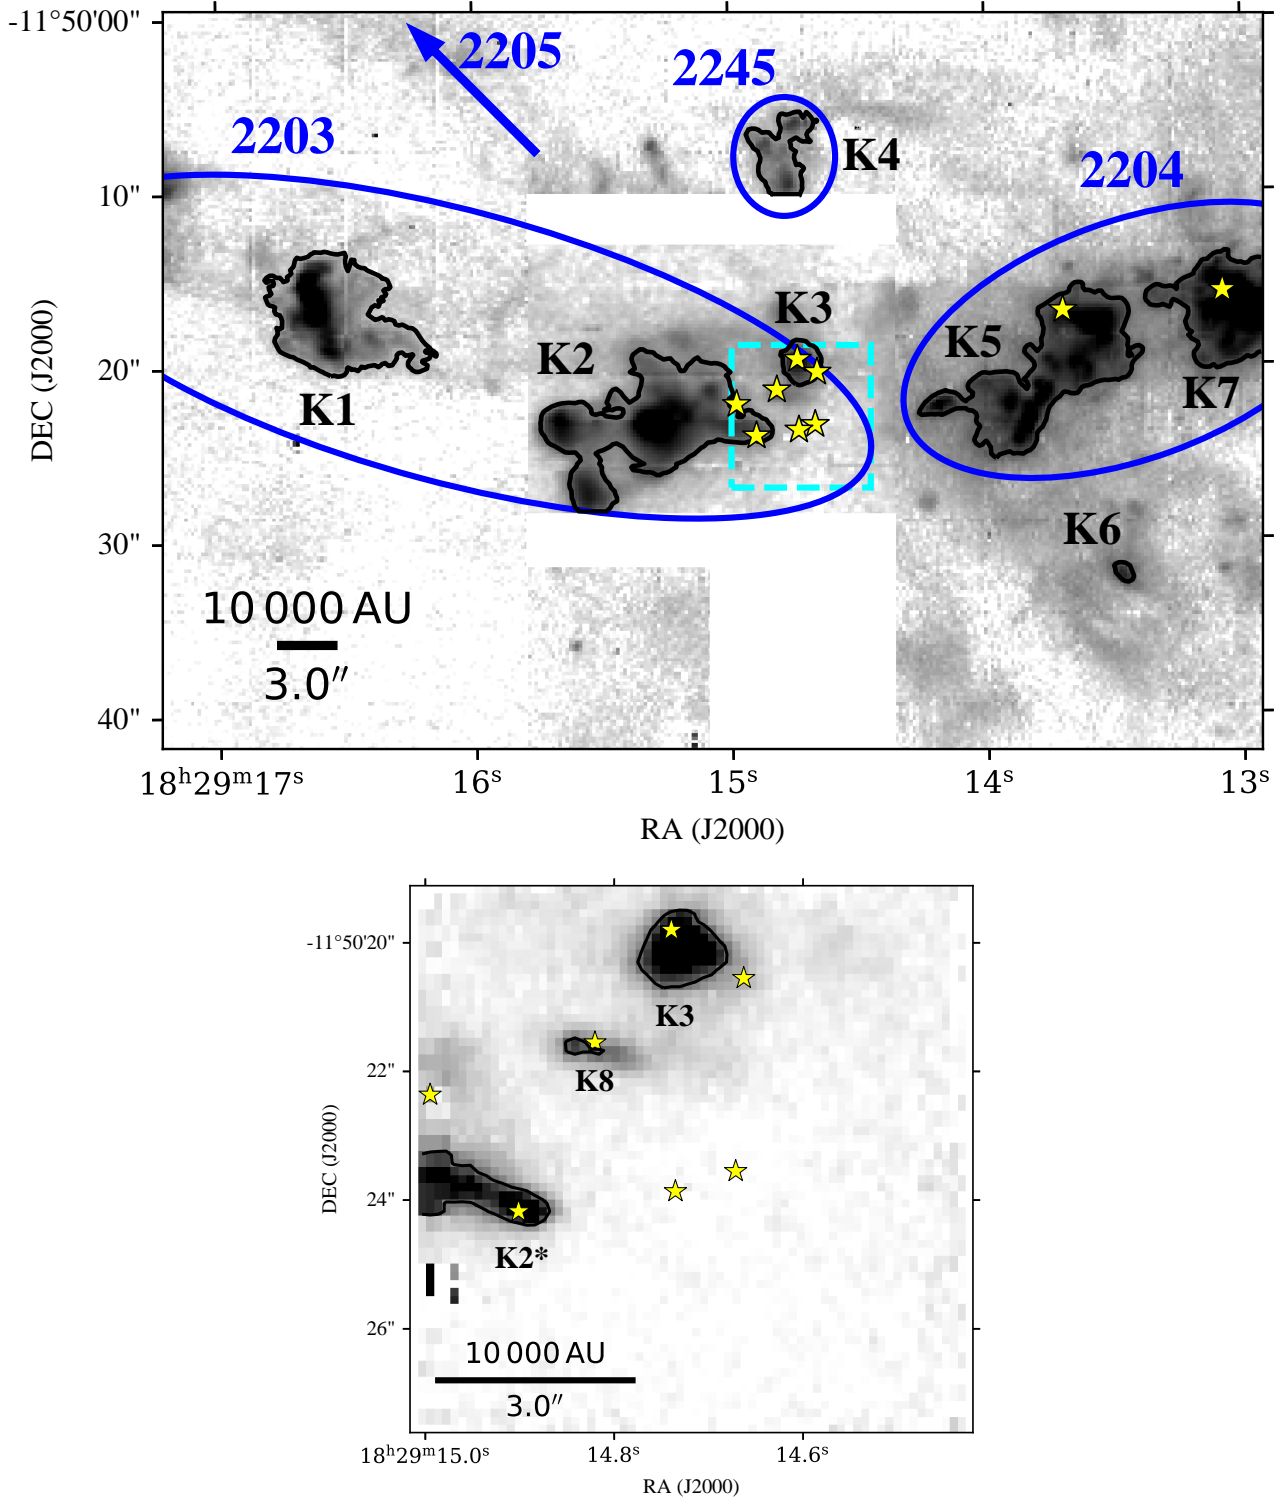 -11°50'00"
2205
2245
2203
K4
2204
10"
K3
K5
K2
20"
K7
K1
DEC (J2000)
K6
30"
10 000 AU
3.0″
40"
18ʰ29ᵐ17ˢ 16ˢ 15ˢ 14ˢ 13ˢ
RA (J2000)
-11°50'20"
K3
22"
K8
DEC (J2000)
24"
K2*
26"
10 000 AU
3.0″
18ʰ29ᵐ15.0ˢ 14.8ˢ 14.6ˢ
RA (J2000)